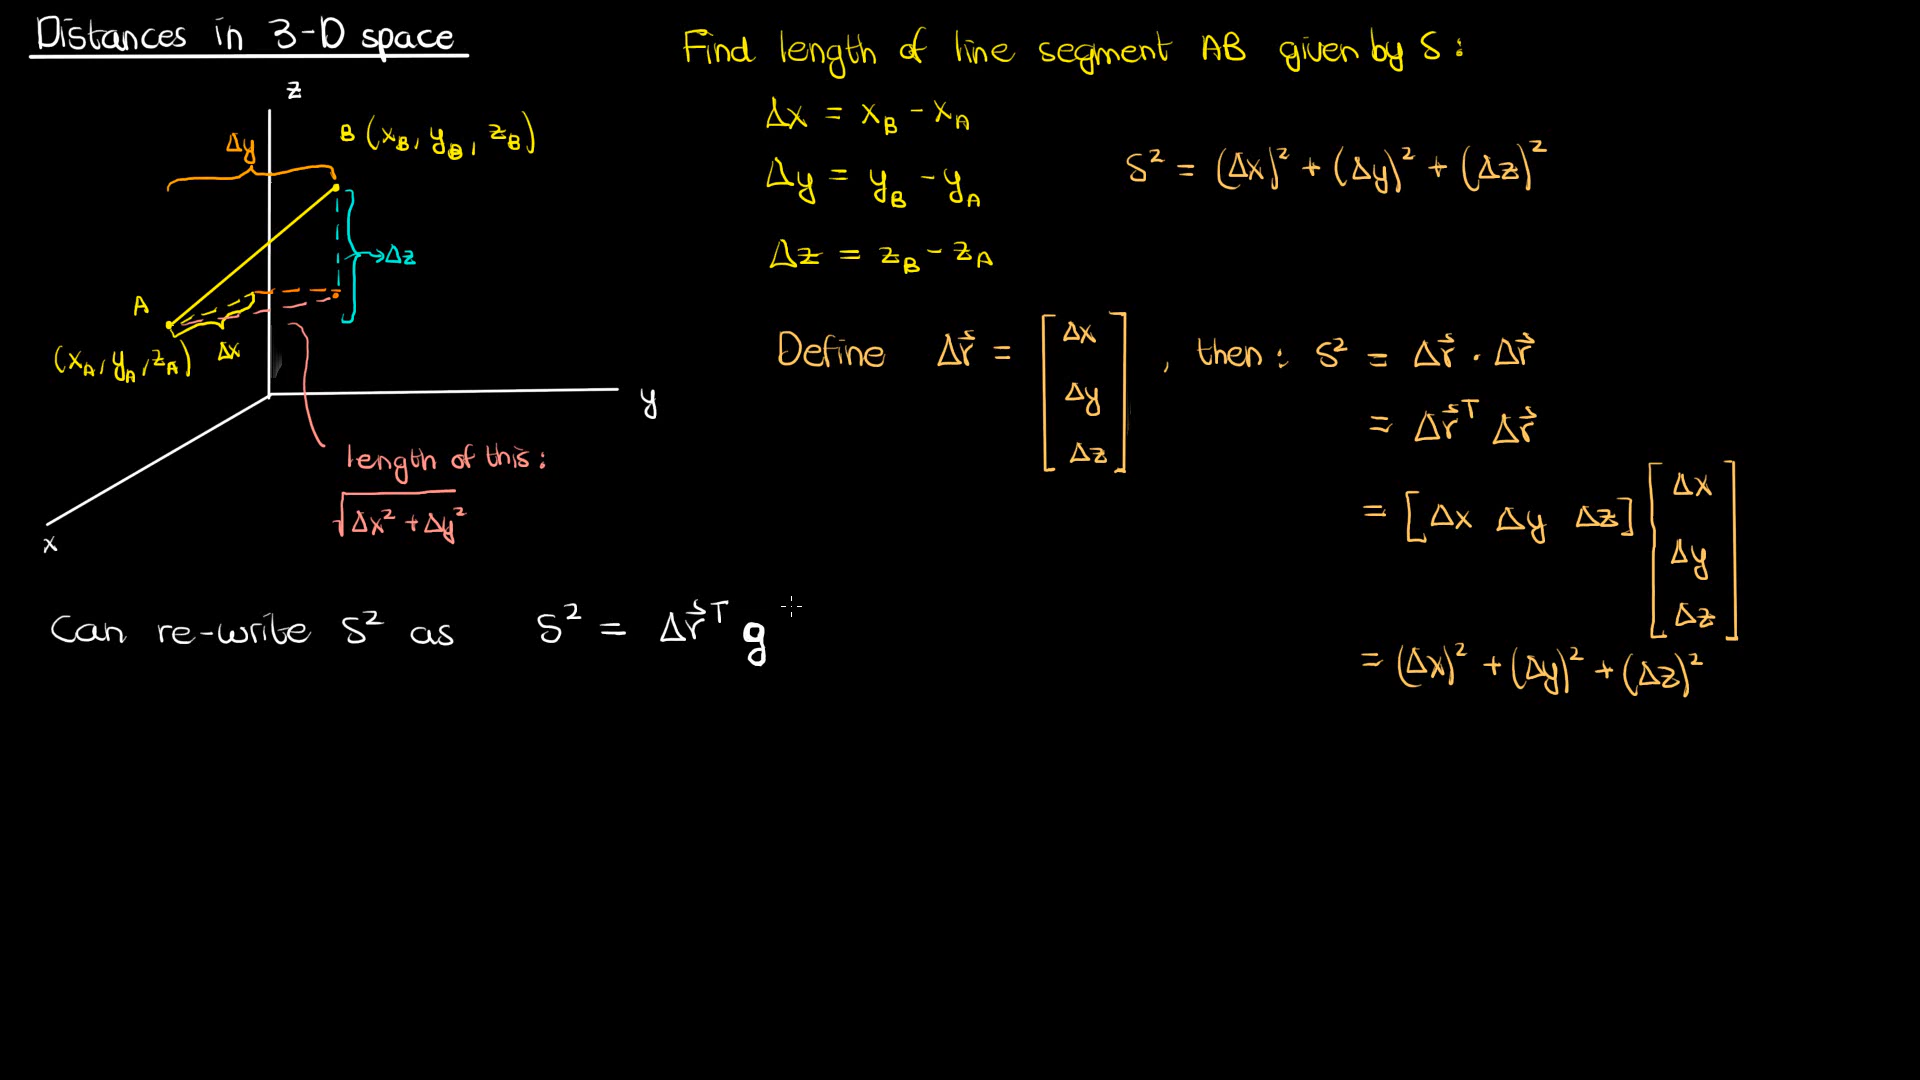 Distances in 3-D space
z
Δy
B (x_B, y_B, z_B)
Δz
A
(x_A, y_A, z_A)
Δx
y
x
length of this:
√(Δx² + Δy²)
Find length of line segment AB given by S:
Δx = x_B - x_A
Δy = y_B - y_A
Δz = z_B - z_A
S² = (Δx)² + (Δy)² + (Δz)²
Define Δr⃗ = [Δx Δy Δz], then: S² = Δr⃗ · Δr⃗
= Δr⃗ᵀ Δr⃗
= [Δx Δy Δz] [Δx Δy Δz]
= (Δx)² + (Δy)² + (Δz)²
Can re-write S² as S² = Δr⃗ᵀ g